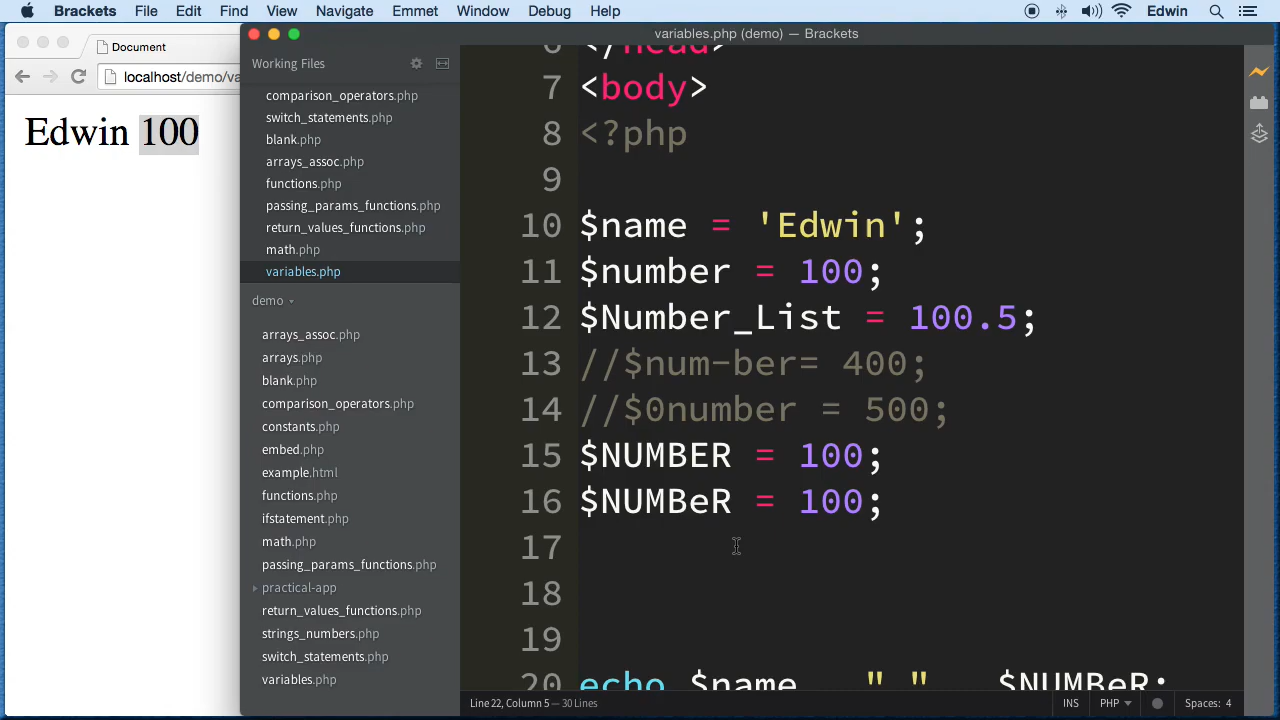 Brackets File Edit Find View Navigate Emmet Window Debug Help Edwin
Document
localhost/demo/va
Edwin 100
variables.php (demo) — Brackets
Working Files
comparison_operators.php
switch_statements.php
blank.php
arrays_assoc.php
functions.php
passing_params_functions.php
return_values_functions.php
math.php
variables.php
demo
arrays_assoc.php
arrays.php
blank.php
comparison_operators.php
constants.php
embed.php
example.html
functions.php
ifstatement.php
math.php
passing_params_functions.php
practical-app
return_values_functions.php
strings_numbers.php
switch_statements.php
variables.php
6 </head>
7 <body>
8 <?php
9
10 $name = 'Edwin';
11 $number = 100;
12 $Number_List = 100.5;
13 //$num-ber= 400;
14 //$0number = 500;
15 $NUMBER = 100;
16 $NUMBeR = 100;
17
18
19
20 echo $name " " $NUMBeR;
Line 22, Column 5 — 30 Lines
INS PHP Spaces: 4